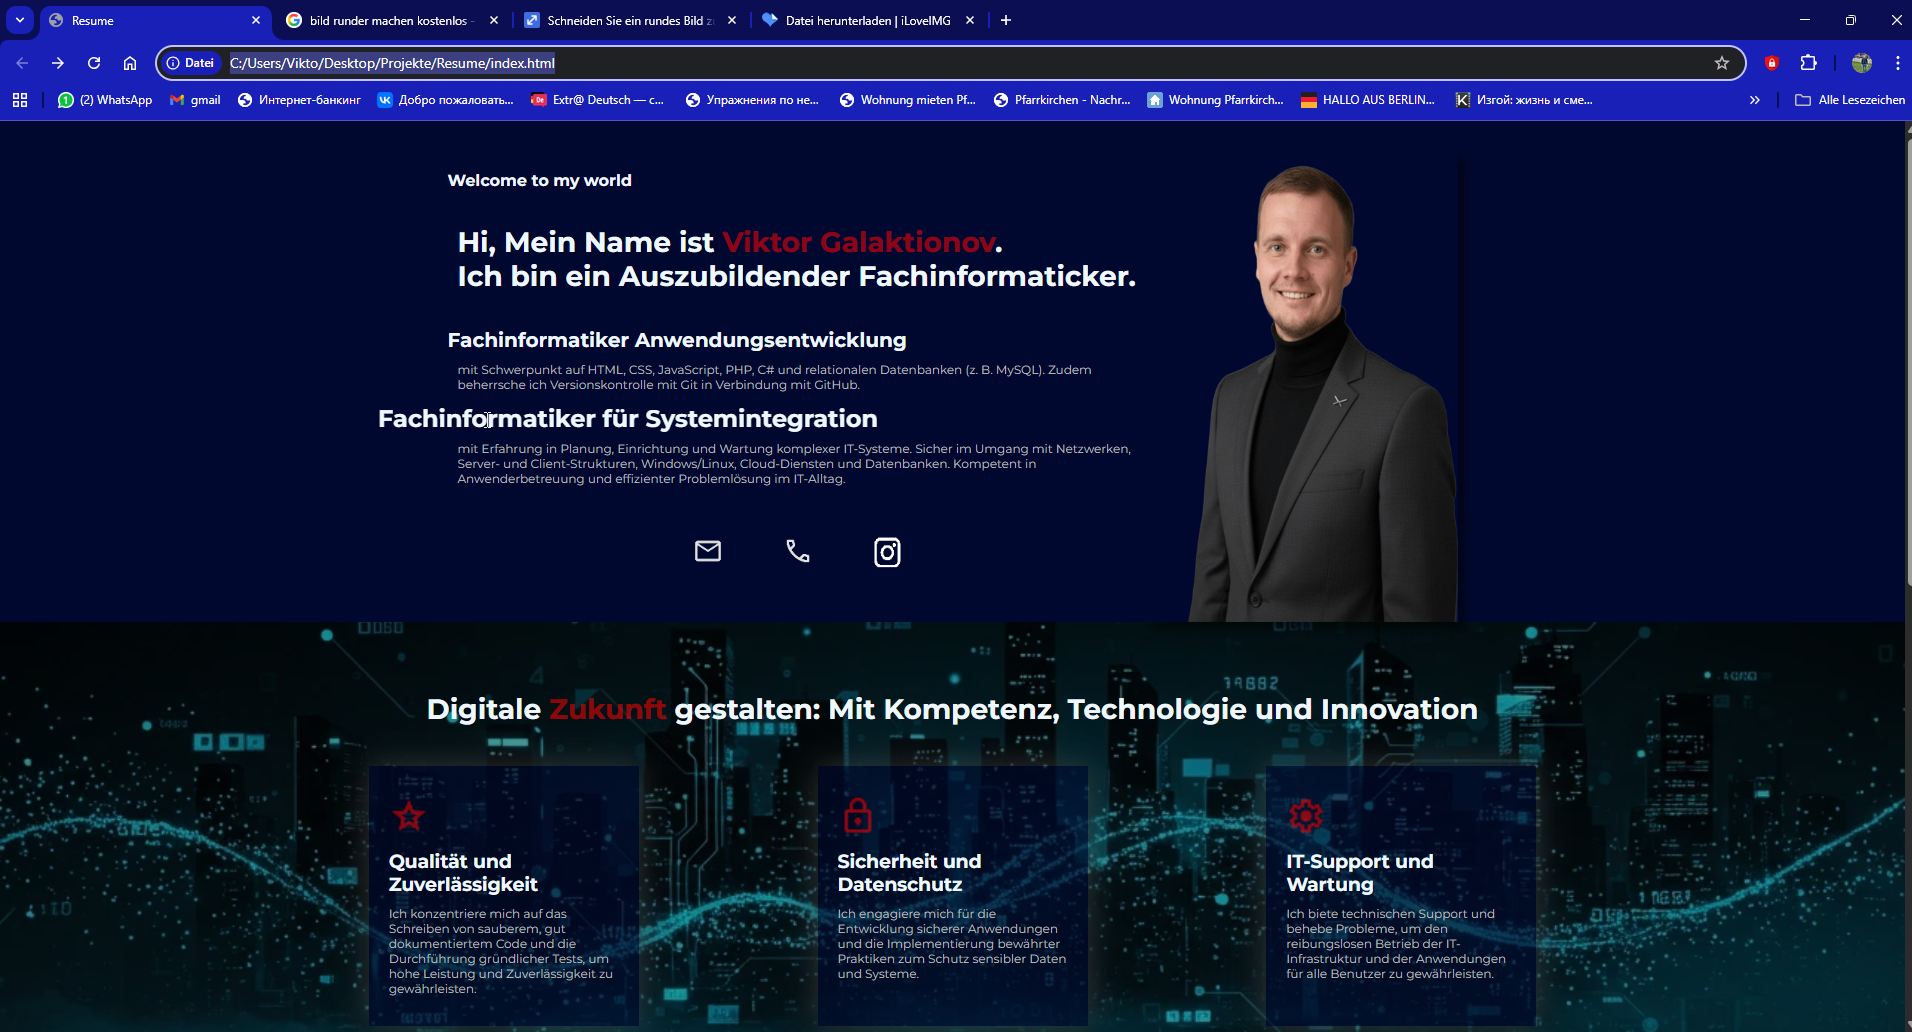 Resume
bild runder machen kostenlos -
Schneiden Sie ein rundes Bild
Datei herunterladen | iLoveIMG
Datei
C:/Users/Vikto/Desktop/Projekte/Resume/index.html
(2) WhatsApp
gmail
Интернет-банкинг
Добро пожаловать...
Extr@ Deutsch — с...
Упражнения по не...
Wohnung mieten Pf...
Pfarrkirchen - Nachr...
Wohnung Pfarrkirch...
HALLO AUS BERLIN...
Изгой: жизнь и сме...
Alle Lesezeichen
Welcome to my world
Hi, Mein Name ist Viktor Galaktionov.
Ich bin ein Auszubildender Fachinformaticker.
Fachinformatiker Anwendungsentwicklung
mit Schwerpunkt auf HTML, CSS, JavaScript, PHP, C# und relationalen Datenbanken (z. B. MySQL). Zudem
beherrsche ich Versionskontrolle mit Git in Verbindung mit GitHub.
Fachinformatiker für Systemintegration
mit Erfahrung in Planung, Einrichtung und Wartung komplexer IT-Systeme. Sicher im Umgang mit Netzwerken,
Server- und Client-Strukturen, Windows/Linux, Cloud-Diensten und Datenbanken. Kompetent in
Anwenderbetreuung und effizienter Problemlösung im IT-Alltag.
Digitale Zukunft gestalten: Mit Kompetenz, Technologie und Innovation
Qualität und
Zuverlässigkeit
Ich konzentriere mich auf das
Schreiben von sauberem, gut
dokumentiertem Code und die
Durchführung gründlicher Tests, um
hohe Leistung und Zuverlässigkeit zu
gewährleisten.
Sicherheit und
Datenschutz
Ich engagiere mich für die
Entwicklung sicherer Anwendungen
und die Implementierung bewährter
Praktiken zum Schutz sensibler Daten
und Systeme.
IT-Support und
Wartung
Ich biete technischen Support und
behebe Probleme, um den
reibungslosen Betrieb der IT-
Infrastruktur und der Anwendungen
für alle Benutzer zu gewährleisten.